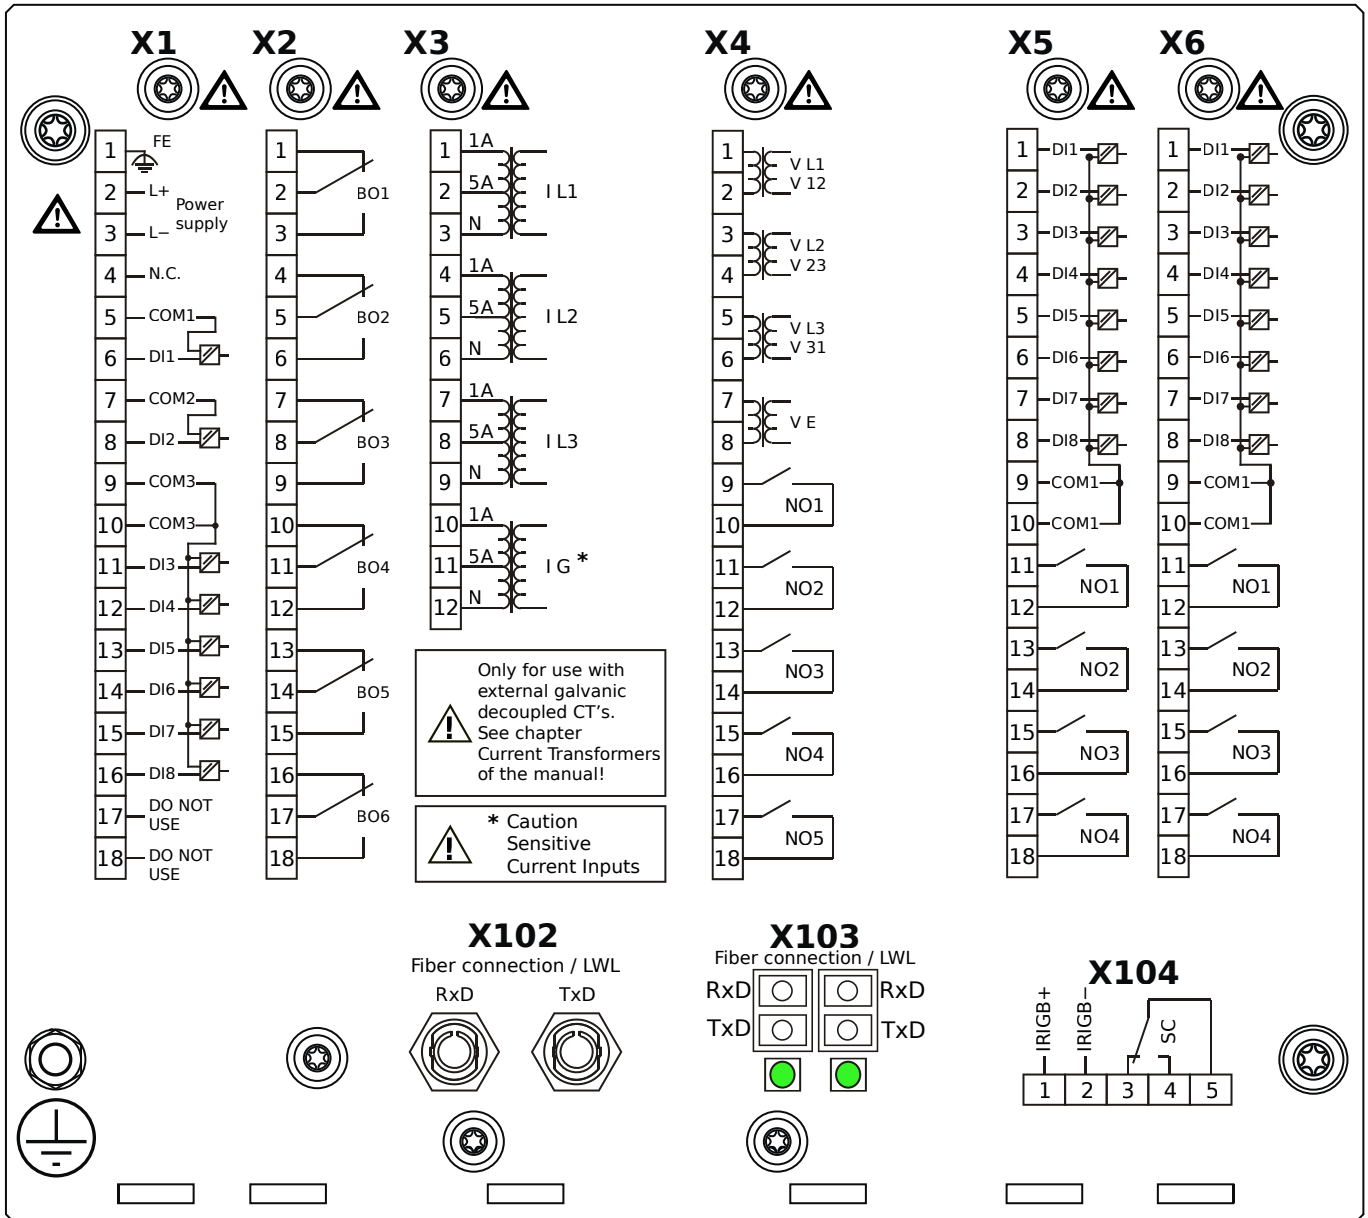 X1 X2 X3 X4 X5 X6
1 FE
2 L+
Power
supply
3 L−
4 N.C.
5 COM1
6 DI1
7 COM2
8 DI2
9 COM3
10 COM3
11 DI3
12 DI4
13 DI5
14 DI6
15 DI7
16 DI8
17 DO NOT
USE
18 DO NOT
USE
1
2 BO1
3
4
5 BO2
6
7
8 BO3
9
10
11 BO4
12
13
14 BO5
15
16
17 BO6
18
1 1A
2 5A I L1
3 N
4 1A
5 5A I L2
6 N
7 1A
8 5A I L3
9 N
10 1A
11 5A I G *
12 N
Only for use with
external galvanic
decoupled CT's.
See chapter
Current Transformers
of the manual!
* Caution
Sensitive
Current Inputs
1 V L1
2 V 12
3 V L2
4 V 23
5 V L3
6 V 31
7
V E
8
9
NO1
10
11
NO2
12
13
NO3
14
15
NO4
16
17
NO5
18
1 DI1
2 DI2
3 DI3
4 DI4
5 DI5
6 DI6
7 DI7
8 DI8
9 COM1
10 COM1
11
NO1
12
13
NO2
14
15
NO3
16
17
NO4
18
1 DI1
2 DI2
3 DI3
4 DI4
5 DI5
6 DI6
7 DI7
8 DI8
9 COM1
10 COM1
11
NO1
12
13
NO2
14
15
NO3
16
17
NO4
18
X102
Fiber connection / LWL
RxD TxD
X103
Fiber connection / LWL
RxD RxD
TxD TxD
X104
IRIGB+ IRIGB− SC
1 2 3 4 5